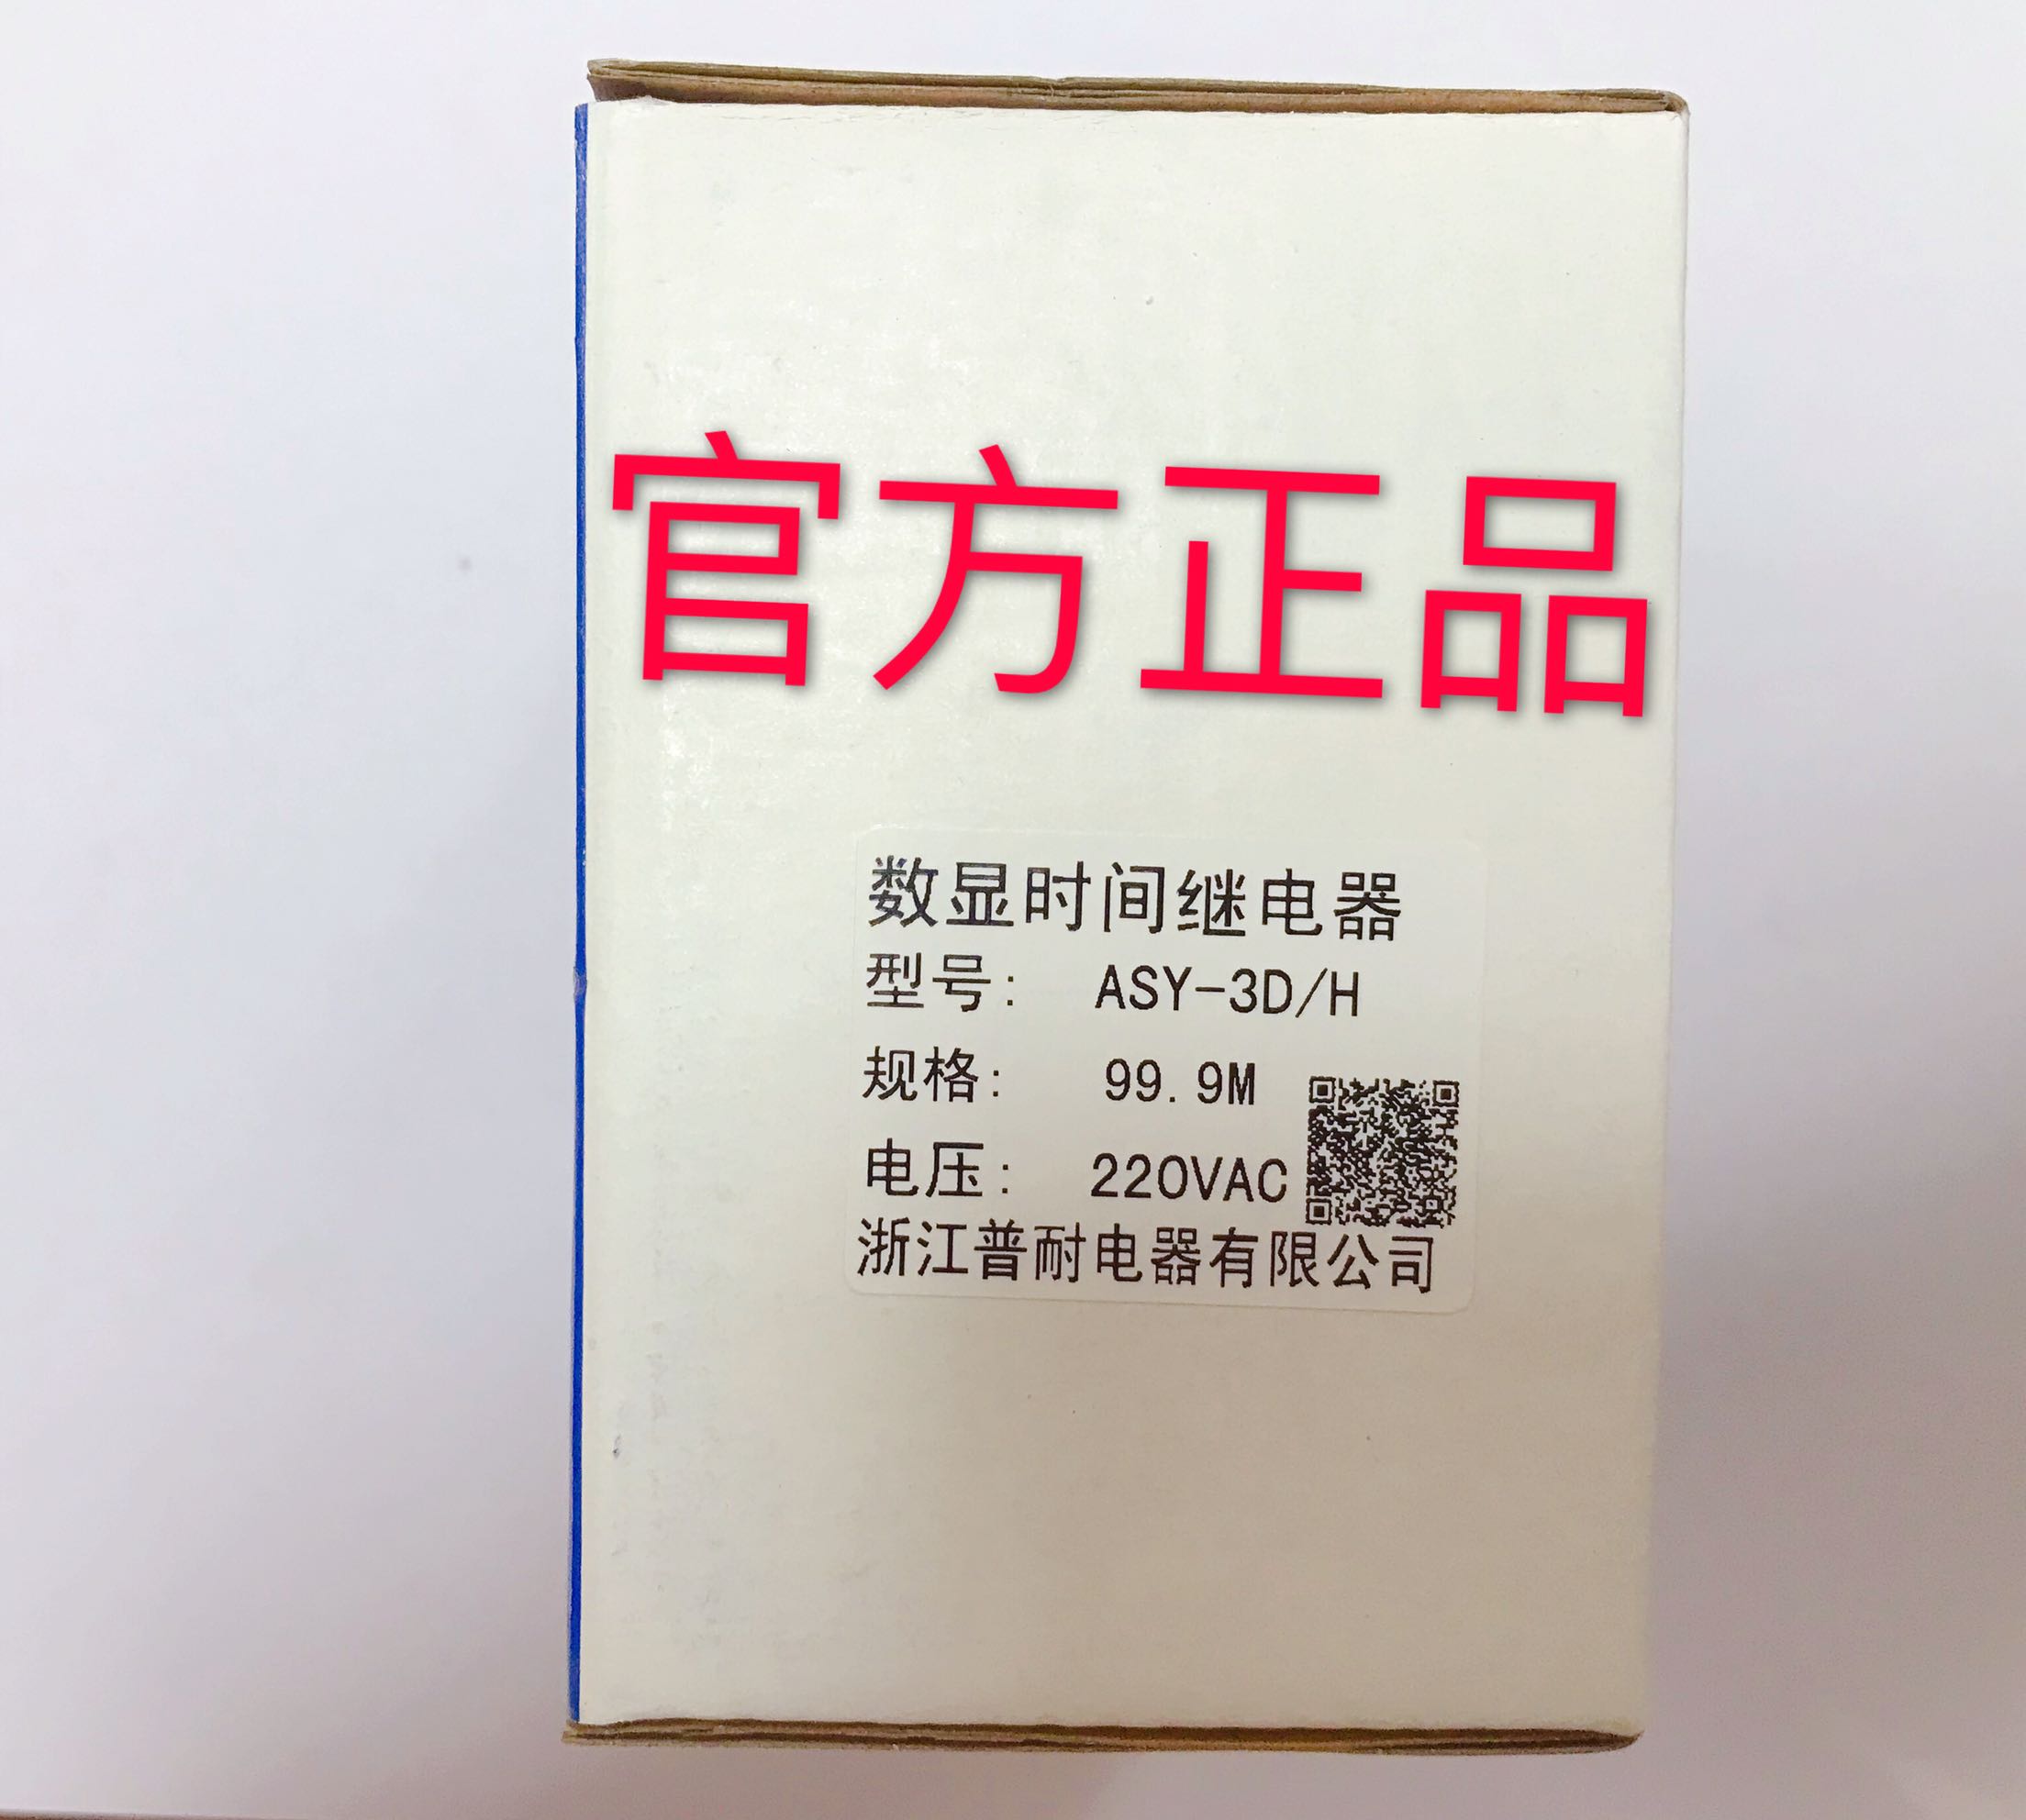 官方正品
数显时间继电器
型号： ASY-3D/H
规格： 99.9M
电压： 220VAC
浙江普耐电器有限公司